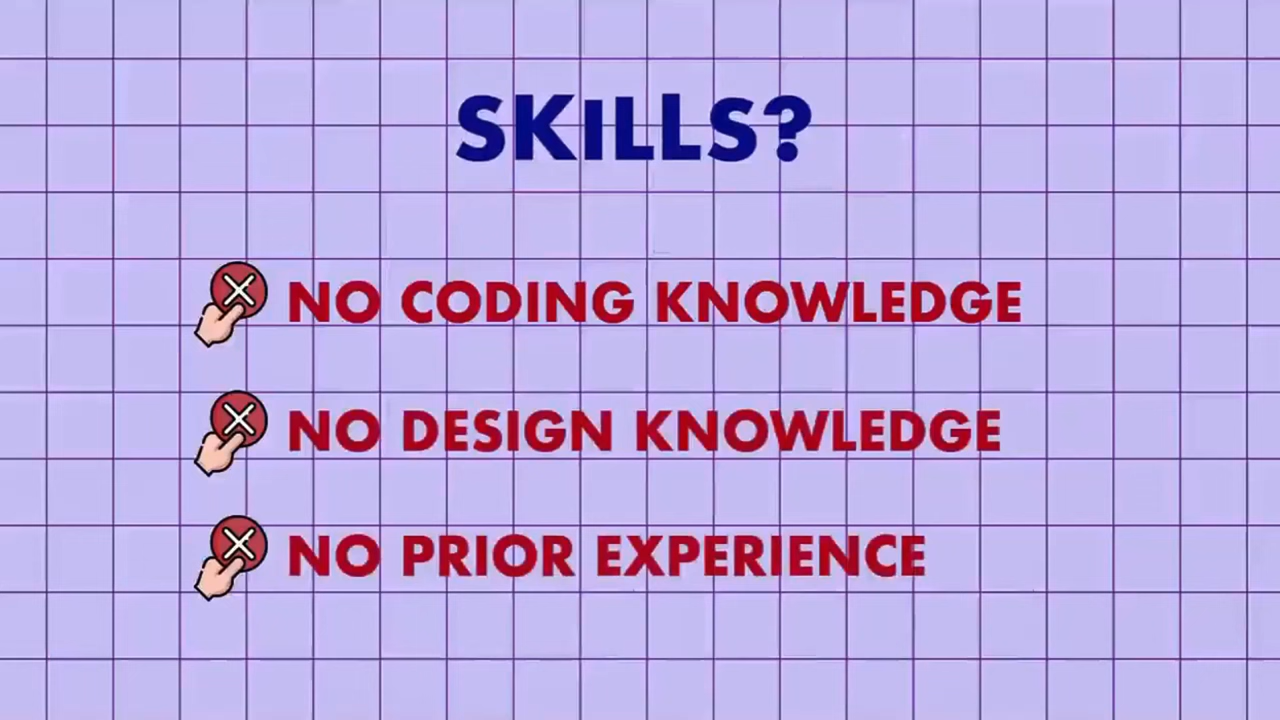 SKILLS?
NO CODING KNOWLEDGE
NO DESIGN KNOWLEDGE
NO PRIOR EXPERIENCE